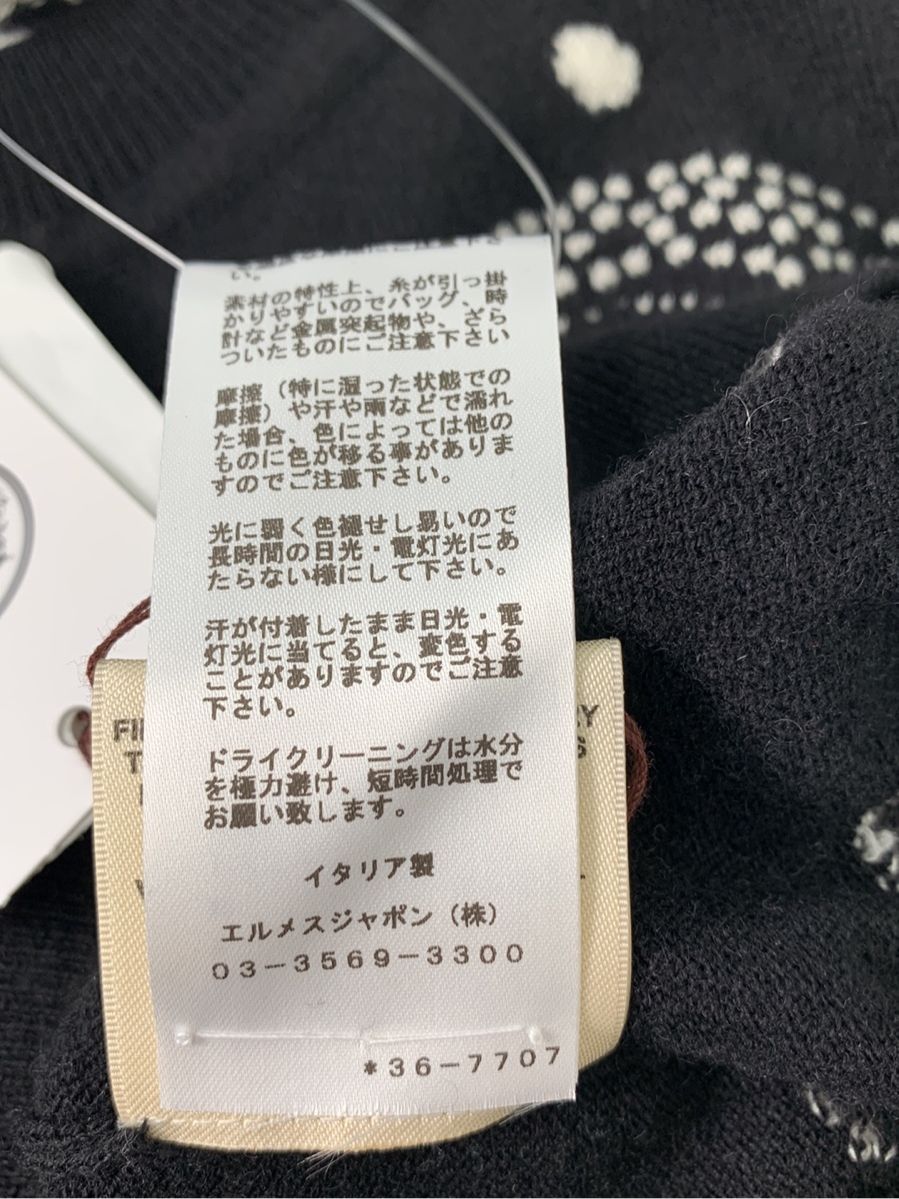 い。
素材の特性上、糸が引っ掛
かりやすいのでバッグ、時
計など金属突起物や、ざら
ついたものにご注意下さい
摩擦（特に湿った状態での
摩擦）や汗や雨などで濡れ
た場合、色によっては他の
ものに色が移る事がありま
すのでご注意下さい。
光に弱く色褪せし易いので
長時間の日光・電灯光にあ
たらない様にして下さい。
汗が付着したまま日光・電
灯光に当てると、変色する
ことがありますのでご注意
下さい。
ドライクリーニングは水分
を極力避け、短時間処理で
お願い致します。
イタリア製
エルメスジャポン（株）
03-3569-3300
*36-7707